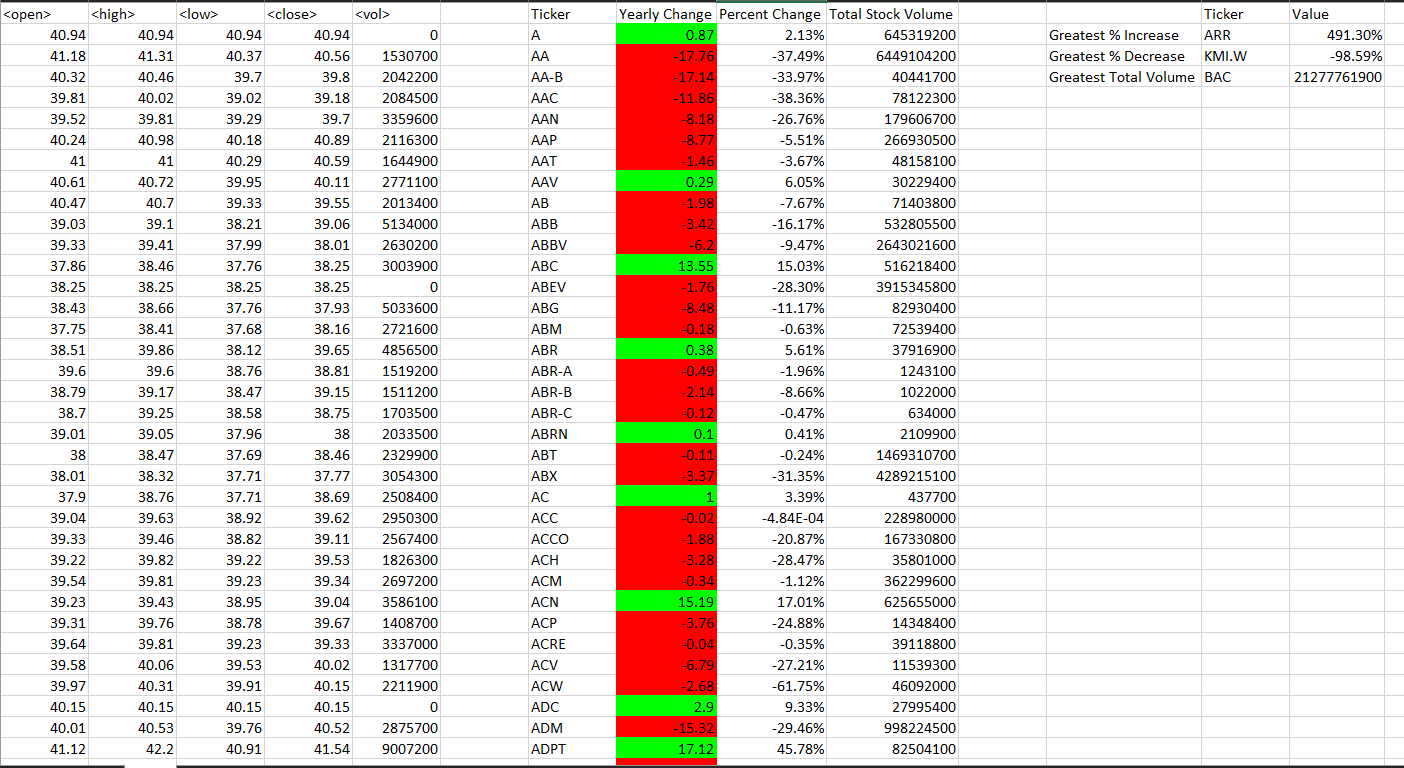 <open> <high> <low> <close> <vol> Ticker Yearly Change Percent Change Total Stock Volume Ticker Value
40.94 40.94 40.94 40.94 0 A 0.87 2.13% 645319200 Greatest % Increase ARR 491.30%
41.18 41.31 40.37 40.56 1530700 AA -17.76 -37.49% 6449104200 Greatest % Decrease KMI.W -98.59%
40.32 40.46 39.7 39.8 2042200 AA-B -17.14 -33.97% 40441700 Greatest Total Volume BAC 21277761900
39.81 40.02 39.02 39.18 2084500 AAC -11.86 -38.36% 78122300
39.52 39.81 39.29 39.7 3359600 AAN -8.18 -26.76% 179606700
40.24 40.98 40.18 40.89 2116300 AAP -8.77 -5.51% 266930500
41 41 40.29 40.59 1644900 AAT -1.46 -3.67% 48158100
40.61 40.72 39.95 40.11 2771100 AAV 0.29 6.05% 30229400
40.47 40.7 39.33 39.55 2013400 AB -1.98 -7.67% 71403800
39.03 39.1 38.21 39.06 5134000 ABB -3.42 -16.17% 532805500
39.33 39.41 37.99 38.01 2630200 ABBV -6.2 -9.47% 2643021600
37.86 38.46 37.76 38.25 3003900 ABC 13.55 15.03% 516218400
38.25 38.25 38.25 38.25 0 ABEV -1.76 -28.30% 3915345800
38.43 38.66 37.76 37.93 5033600 ABG -8.48 -11.17% 82930400
37.75 38.41 37.68 38.16 2721600 ABM -0.18 -0.63% 72539400
38.51 39.86 38.12 39.65 4856500 ABR 0.38 5.61% 37916900
39.6 39.6 38.76 38.81 1519200 ABR-A -0.49 -1.96% 1243100
38.79 39.17 38.47 39.15 1511200 ABR-B -2.14 -8.66% 1022000
38.7 39.25 38.58 38.75 1703500 ABR-C -0.12 -0.47% 634000
39.01 39.05 37.96 38 2033500 ABRN 0.1 0.41% 2109900
38 38.47 37.69 38.46 2329900 ABT -0.11 -0.24% 1469310700
38.01 38.32 37.71 37.77 3054300 ABX -3.37 -31.35% 4289215100
37.9 38.76 37.71 38.69 2508400 AC 1 3.39% 437700
39.04 39.63 38.92 39.62 2950300 ACC -0.02 -4.84E-04 228980000
39.33 39.46 38.82 39.11 2567400 ACCO -1.88 -20.87% 167330800
39.22 39.82 39.22 39.53 1826300 ACH -3.28 -28.47% 35801000
39.54 39.81 39.23 39.34 2697200 ACM -0.34 -1.12% 362299600
39.23 39.43 38.95 39.04 3586100 ACN 15.19 17.01% 625655000
39.31 39.76 38.78 39.67 1408700 ACP -3.76 -24.88% 14348400
39.64 39.81 39.23 39.33 3337000 ACRE -0.04 -0.35% 39118800
39.58 40.06 39.53 40.02 1317700 ACV -6.79 -27.21% 11539300
39.97 40.31 39.91 40.15 2211900 ACW -2.68 -61.75% 46092000
40.15 40.15 40.15 40.15 0 ADC 2.9 9.33% 27995400
40.01 40.53 39.76 40.52 2875700 ADM -15.32 -29.46% 998224500
41.12 42.2 40.91 41.54 9007200 ADPT 17.12 45.78% 82504100